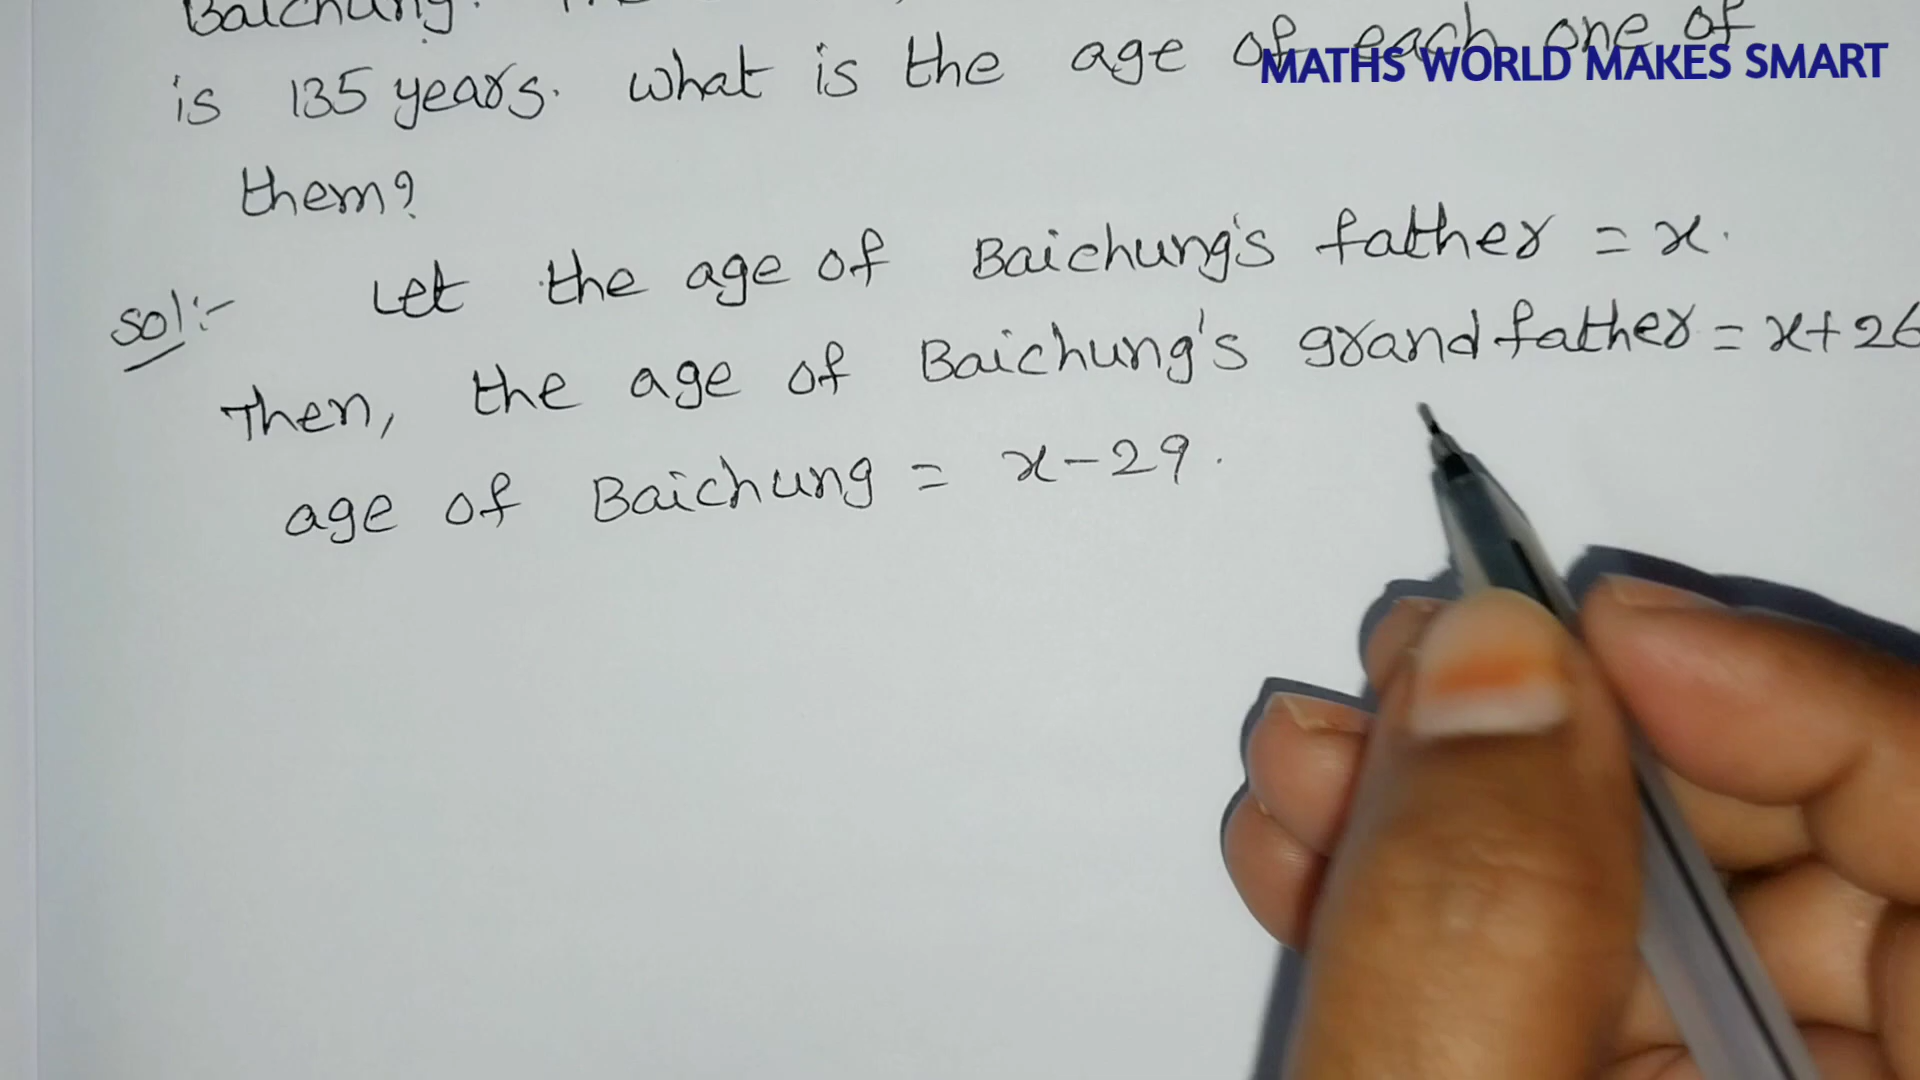 Baichung.
is 135 years. what is the age of each one of
MATHS WORLD MAKES SMART
them?
Sol:- Let the age of Baichung's father = x.
Then, the age of Baichung's grandfather = x+26
age of Baichung = x-29.